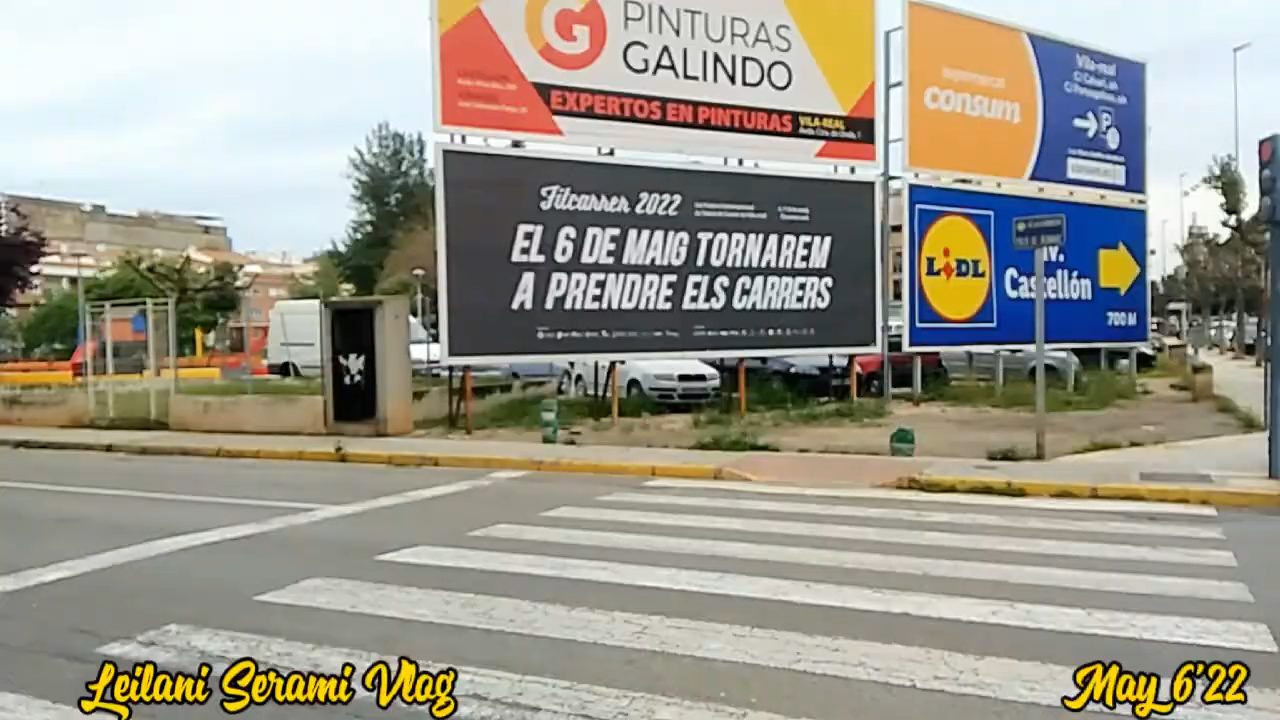 G
PINTURAS
GALINDO
EXPERTOS EN PINTURAS
VILA-REAL
Fitcarrer 2022
EL 6 DE MAIG TORNAREM
A PRENDRE ELS CARRERS
supermercat
consum
Vila-real
C/
C/
P
LiDL
Av.
Castellón
700 M
Leilani Serami Vlog
May 6'22